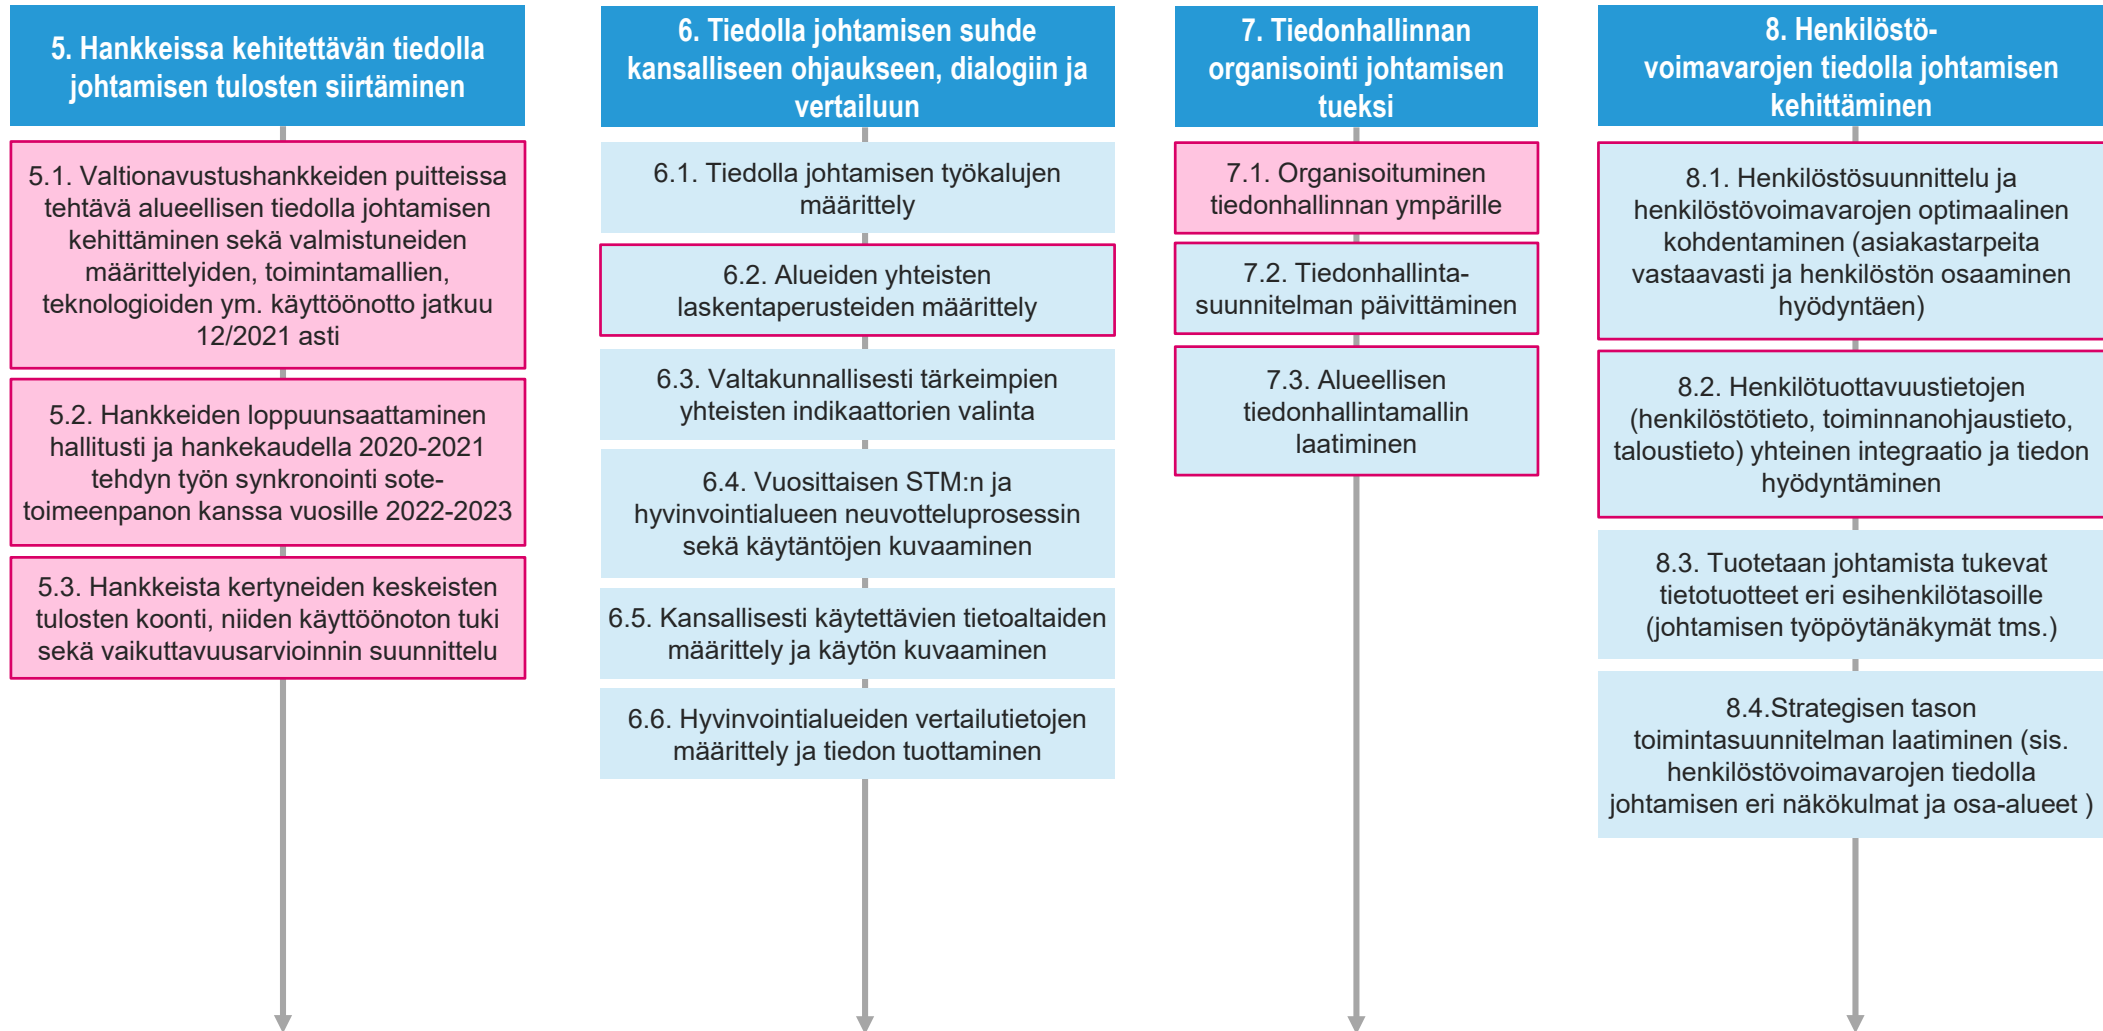 5. Hankkeissa kehitettävän tiedolla
johtamisen tulosten siirtäminen
5.1. Valtionavustushankkeiden puitteissa
tehtävä alueellisen tiedolla johtamisen
kehittäminen sekä valmistuneiden
määrittelyiden, toimintamallien,
teknologioiden ym. käyttöönotto jatkuu
12/2021 asti
5.2. Hankkeiden loppuunsaattaminen
hallitusti ja hankekaudella 2020-2021
tehdyn työn synkronointi sote-
toimeenpanon kanssa vuosille 2022-2023
5.3. Hankkeista kertyneiden keskeisten
tulosten koonti, niiden käyttöönoton tuki
sekä vaikuttavuusarvioinnin suunnittelu
6. Tiedolla johtamisen suhde
kansalliseen ohjaukseen, dialogiin ja
vertailuun
6.1. Tiedolla johtamisen työkalujen
määrittely
6.2. Alueiden yhteisten
laskentaperusteiden määrittely
6.3. Valtakunnallisesti tärkeimpien
yhteisten indikaattorien valinta
6.4. Vuosittaisen STM:n ja
hyvinvointialueen neuvotteluprosessin
sekä käytäntöjen kuvaaminen
6.5. Kansallisesti käytettävien tietoaltaiden
määrittely ja käytön kuvaaminen
6.6. Hyvinvointialueiden vertailutietojen
määrittely ja tiedon tuottaminen
7. Tiedonhallinnan
organisointi johtamisen
tueksi
7.1. Organisoituminen
tiedonhallinnan ympärille
7.2. Tiedonhallinta-
suunnitelman päivittäminen
7.3. Alueellisen
tiedonhallintamallin
laatiminen
8. Henkilöstö-
voimavarojen tiedolla johtamisen
kehittäminen
8.1. Henkilöstösuunnittelu ja
henkilöstövoimavarojen optimaalinen
kohdentaminen (asiakastarpeita
vastaavasti ja henkilöstön osaaminen
hyödyntäen)
8.2. Henkilötuottavuustietojen
(henkilöstötieto, toiminnanohjaustieto,
taloustieto) yhteinen integraatio ja tiedon
hyödyntäminen
8.3. Tuotetaan johtamista tukevat
tietotuotteet eri esihenkilötasoille
(johtamisen työpöytänäkymät tms.)
8.4.Strategisen tason
toimintasuunnitelman laatiminen (sis.
henkilöstövoimavarojen tiedolla
johtamisen eri näkökulmat ja osa-alueet )